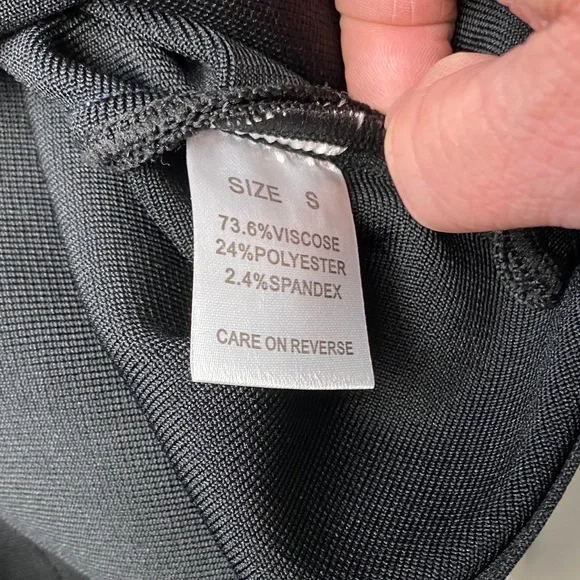 SIZE S
73.6%VISCOSE
24%POLYESTER
2.4%SPANDEX
CARE ON REVERSE